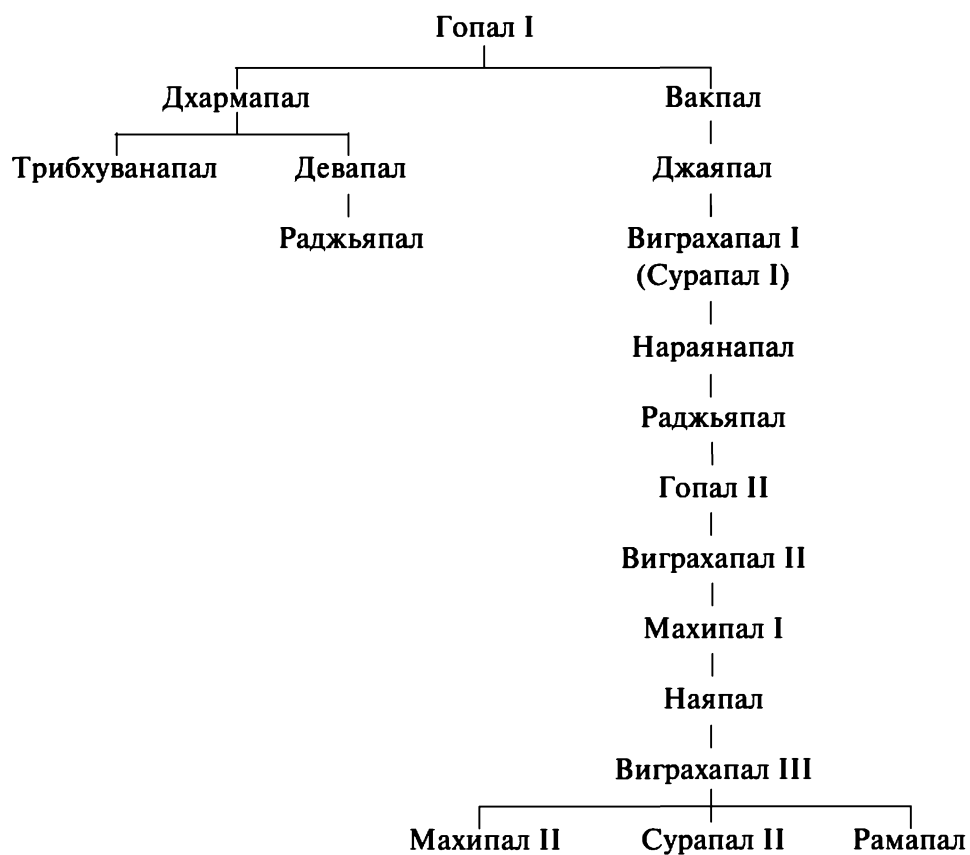 Гопал I
Дхармапал Вакпал
Трибхуванапал Девапал Джаяпал
Раджьяпал Виграхапал I
(Сурапал I)
Нараянапал
Раджьяпал
Гопал II
Виграхапал II
Махипал I
Наяпал
Виграхапал III
Махипал II Сурапал II Рамапал